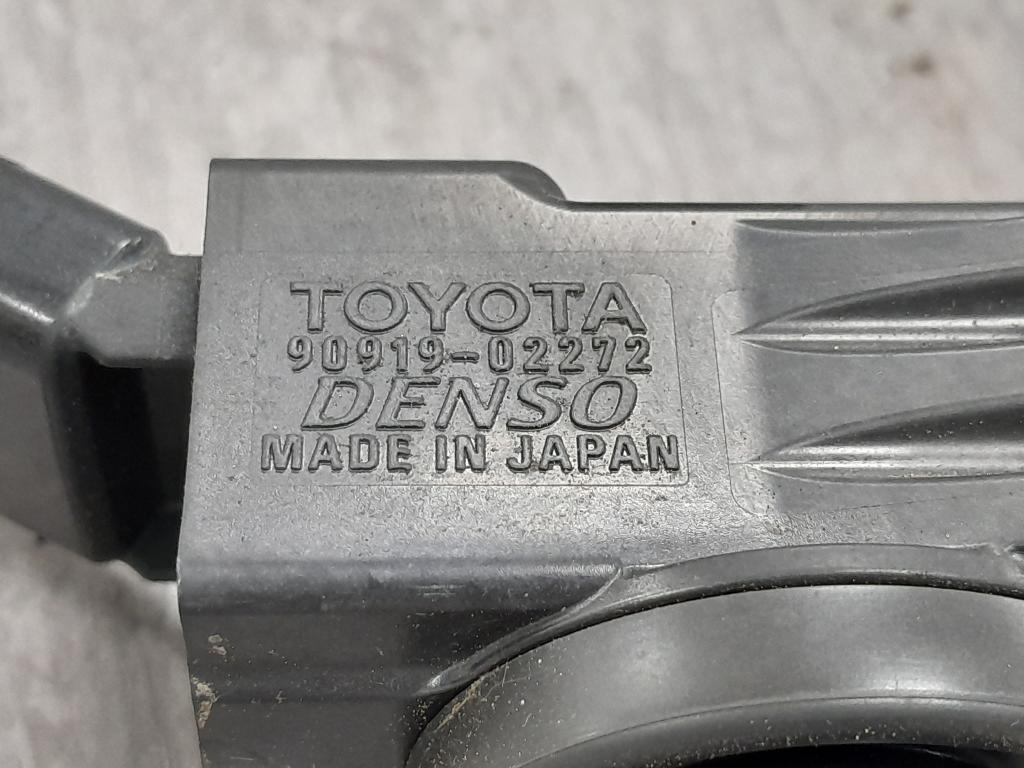 TOYOTA
90919-02272
DENSO
MADE IN JAPAN